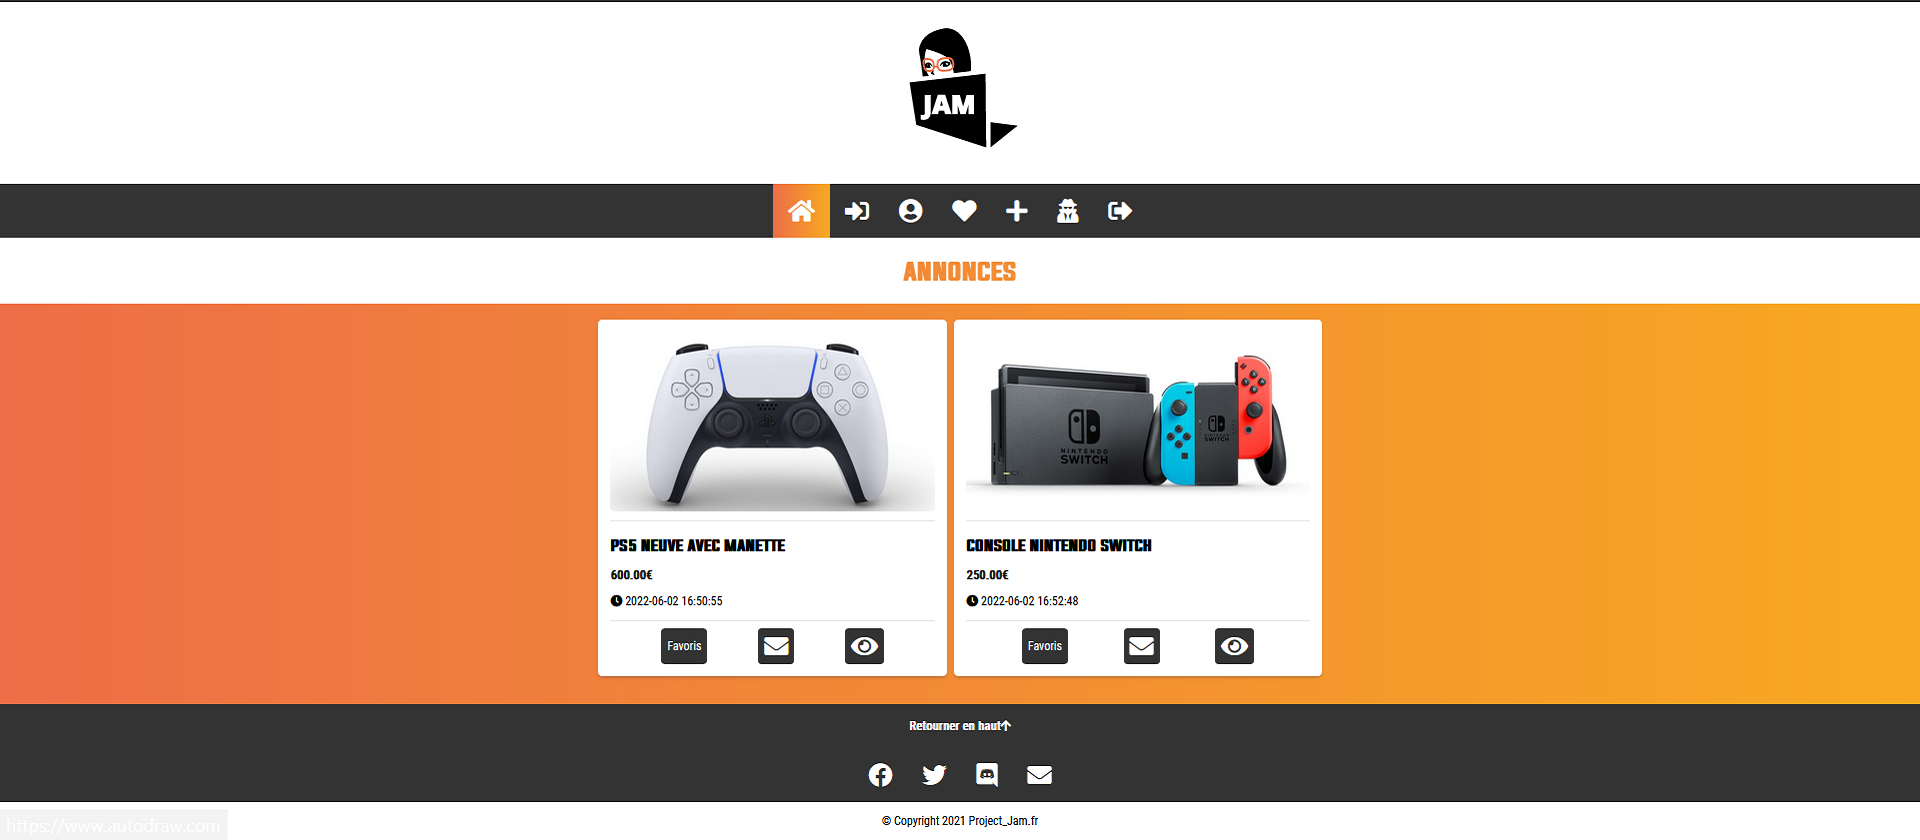 JAM
ANNONCES
PS5 NEUVE AVEC MANETTE
600.00€
2022-06-02 16:50:55
Favoris
NINTENDO
SWITCH
NINTENDO
SWITCH
CONSOLE NINTENDO SWITCH
250.00€
2022-06-02 16:52:48
Favoris
Retourner en haut
© Copyright 2021 Project_Jam.fr
https://www.autodraw.com